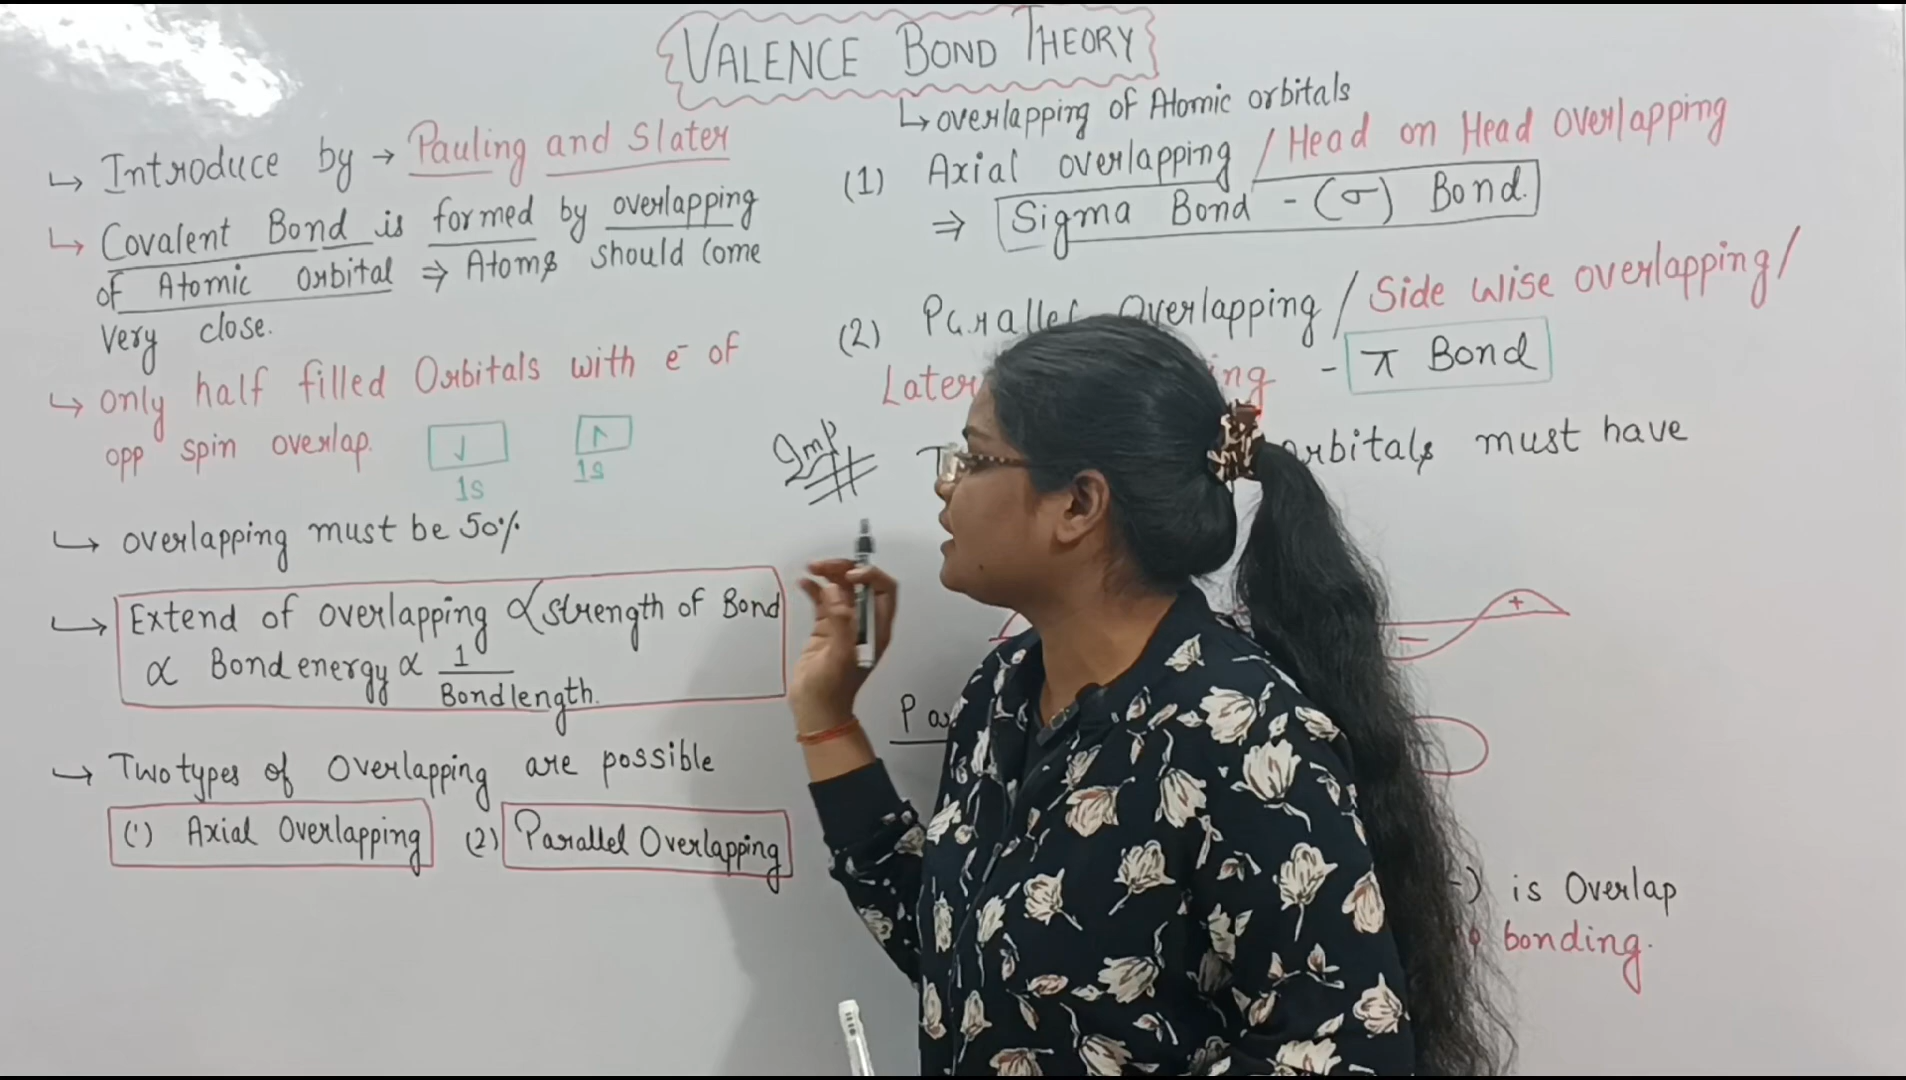 VALENCE BOND THEORY
↳ Introduce by → Pauling and Slater
↳ Covalent Bond is formed by overlapping
of Atomic Orbital ⇒ Atoms should Come
very close.
↳ only half filled Orbitals with e⁻ of
opp spin overlap.
1s 1s
↳ overlapping must be 50%
↳ Extend of overlapping ∝ strength of Bond
∝ Bond energy ∝ 1/Bond length.
→ Two types of Overlapping are possible
(1) Axial Overlapping (2) Parallel Overlapping
↳ overlapping of Atomic orbitals
(1) Axial overlapping / Head on Head overlapping
⇒ Sigma Bond - (σ) Bond.
(2) Parallel Overlapping / Side wise overlapping /
- π Bond
Imp
orbitals must have
+
−
is Overlap
bonding.